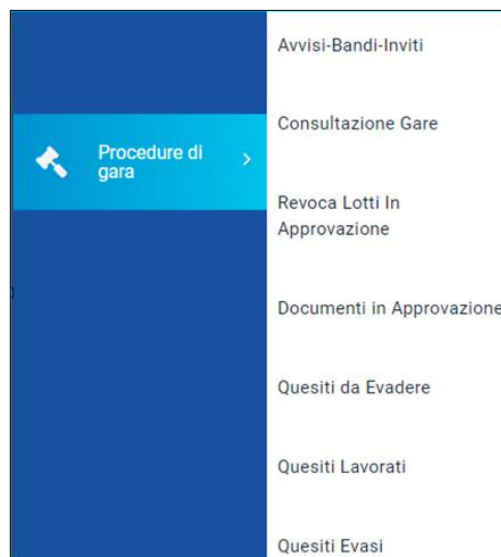 Procedure di
gara
Avvisi-Bandi-Inviti
Consultazione Gare
Revoca Lotti In
Approvazione
Documenti in Approvazione
Quesiti da Evadere
Quesiti Lavorati
Quesiti Evasi